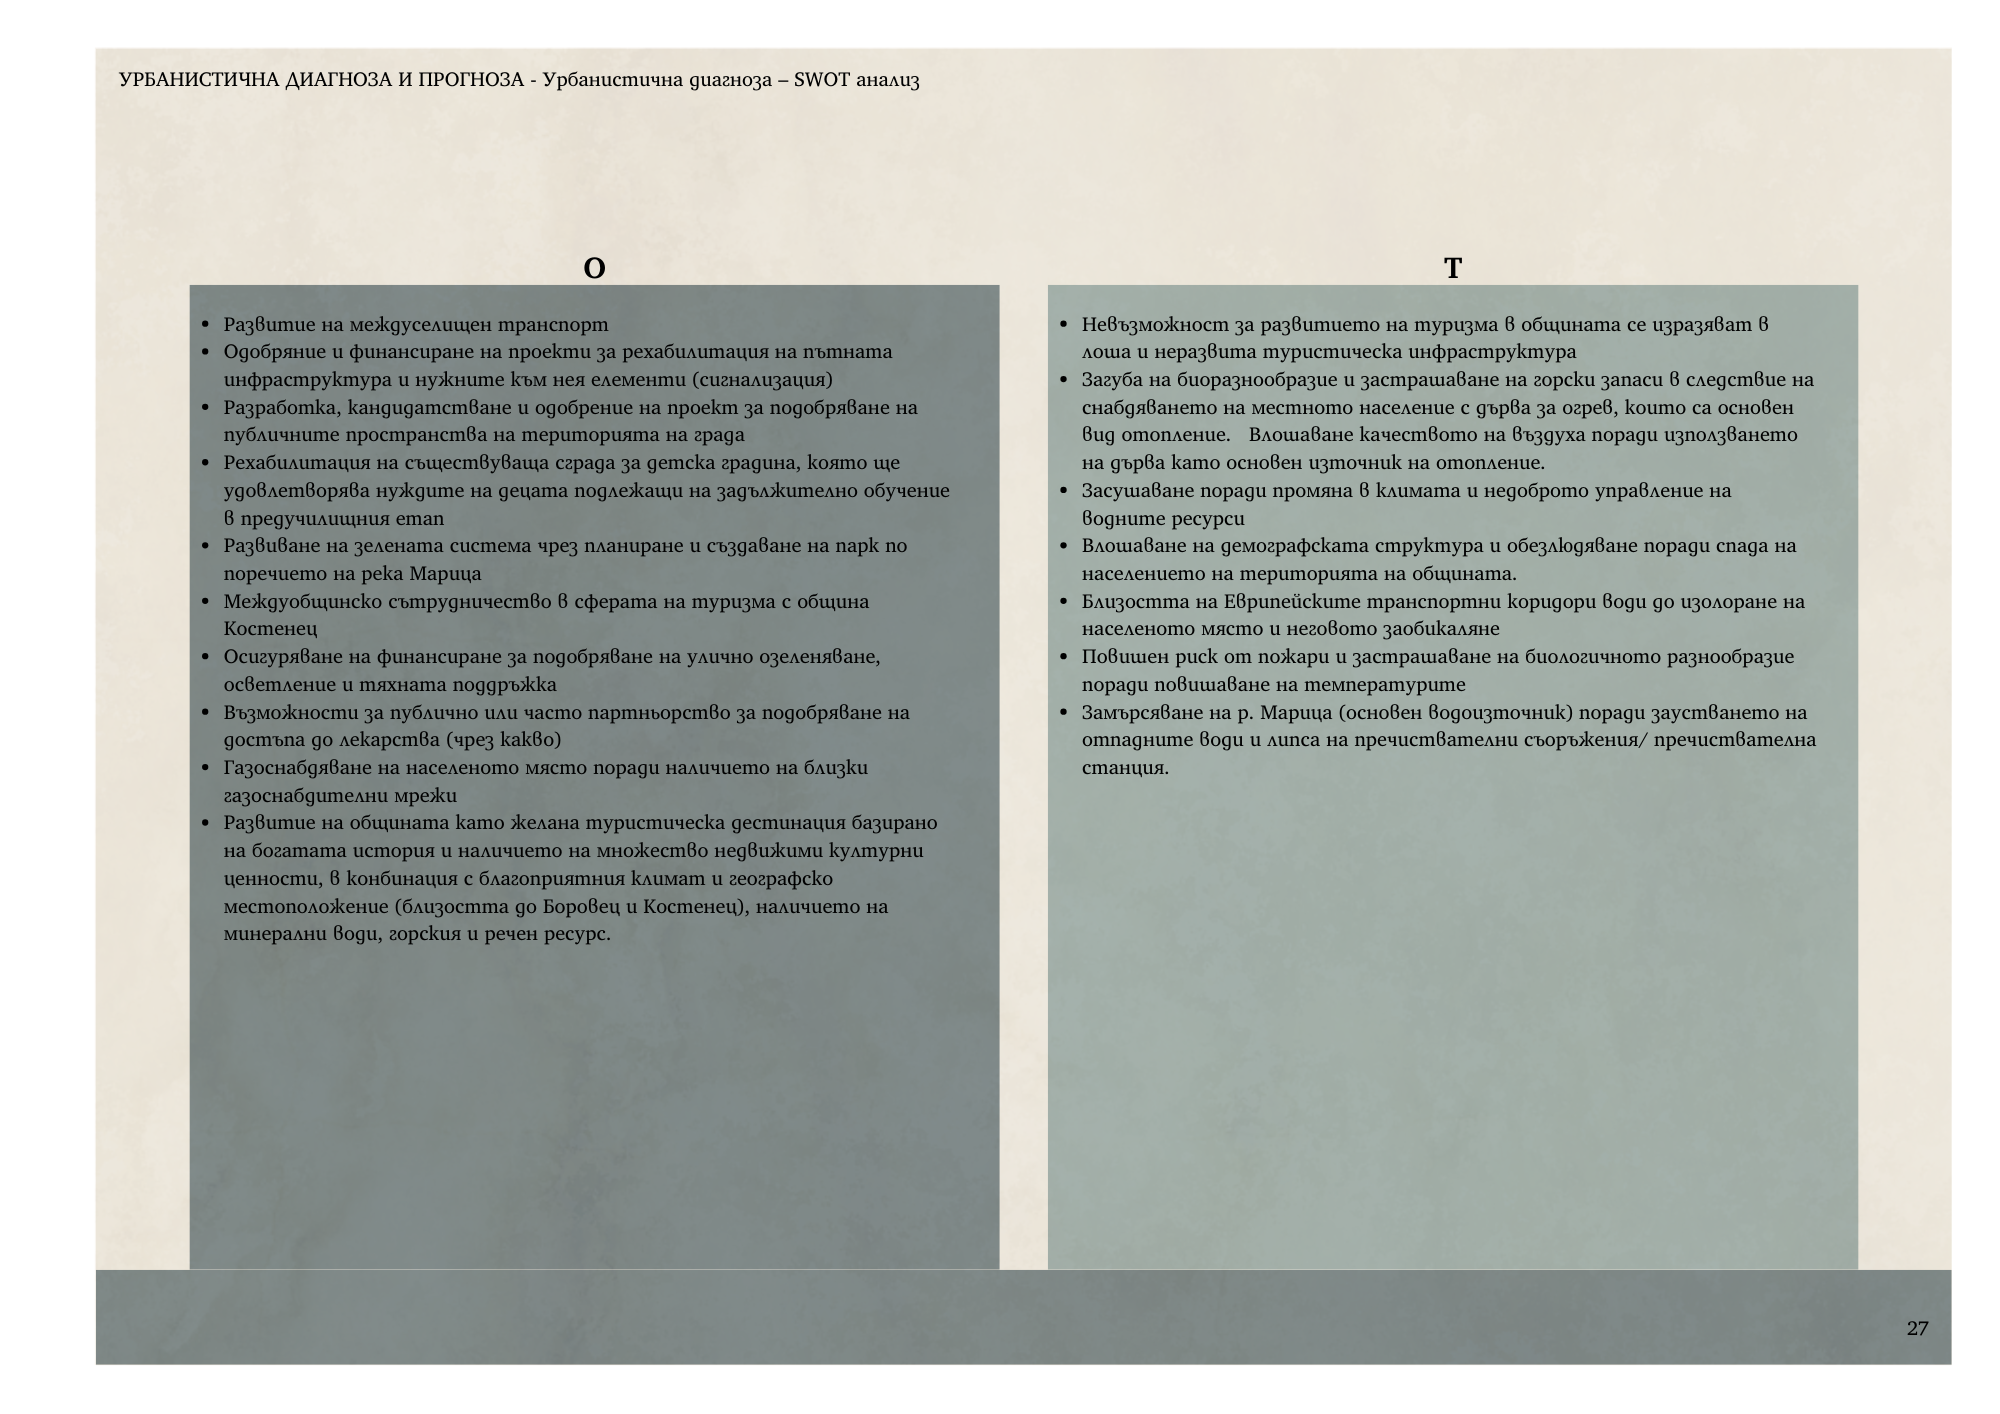 УРБАНИСТИЧНА ДИАГНОЗА И ПРОГНОЗА - Урбанистична диагноза – SWOT анализ
O
• Развитие на междуселищен транспорт
• Одобряние и финансиране на проекти за рехабилитация на пътната
инфраструктура и нужните към нея елементи (сигнализация)
• Разработка, кандидатстване и одобрение на проект за подобряване на
публичните пространства на територията на града
• Рехабилитация на съществуваща сграда за детска градина, която ще
удовлетворява нуждите на децата подлежащи на задължително обучение
в предучилищния етап
• Развиване на зелената система чрез планиране и създаване на парк по
поречието на река Марица
• Междуобщинско сътрудничество в сферата на туризма с община
Костенец
• Осигуряване на финансиране за подобряване на улично озеленяване,
осветление и тяхната поддръжка
• Възможности за публично или часто партньорство за подобряване на
достъпа до лекарства (чрез какво)
• Газоснабдяване на населеното място поради наличието на близки
газоснабдителни мрежи
• Развитие на общината като желана туристическа дестинация базирано
на богатата история и наличието на множество недвижими културни
ценности, в комбинация с благоприятния климат и географско
местоположение (близостта до Боровец и Костенец), наличието на
минерални води, горския и речен ресурс.
T
• Невъзможност за развитието на туризма в общината се изразяват в
лоша и неразвита туристическа инфраструктура
• Загуба на биоразнообразие и застрашаване на горски запаси в следствие на
снабдяването на местното население с дърва за огрев, които са основен
вид отопление. Влошаване качеството на въздуха поради използването
на дърва като основен източник на отопление.
• Засушаване поради промяна в климата и недоброто управление на
водните ресурси
• Влошаване на демографската структура и обезлюдяване поради спада на
населението на територията на общината.
• Близостта на Европейските транспортни коридори води до изолоране на
населеното място и неговото заобикаляне
• Повишен риск от пожари и застрашаване на биологичното разнообразие
поради повишаване на температурите
• Замърсяване на р. Марица (основен водоизточник) поради заустването на
отпадните води и липса на пречиствателни съоръжения/ пречиствателна
станция.
27